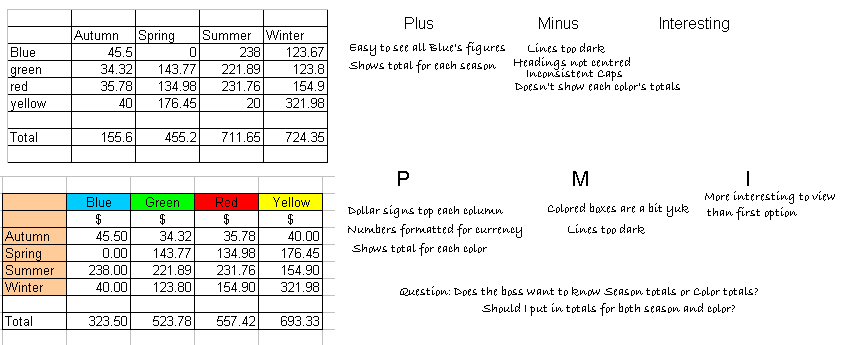 Plus Minus Interesting
Autumn Spring Summer Winter
Blue 45.5 0 238 123.67
green 34.32 143.77 221.89 123.8
red 35.78 134.98 231.76 154.9
yellow 40 176.45 20 321.98
Total 155.6 455.2 711.65 724.35
Easy to see all Blue's figures
Shows total for each season
Lines too dark
Headings not centred
Inconsistent Caps
Doesn't show each color's totals
P M I
Blue Green Red Yellow
$ $ $ $
Autumn 45.50 34.32 35.78 40.00
Spring 0.00 143.77 134.98 176.45
Summer 238.00 221.89 231.76 154.90
Winter 40.00 123.80 154.90 321.98
Total 323.50 523.78 557.42 693.33
Dollar signs top each column
Numbers formatted for currency
Shows total for each color
Colored boxes are a bit yuk
Lines too dark
More interesting to view
than first option
Question: Does the boss want to know Season totals or Color totals?
Should I put in totals for both season and color?